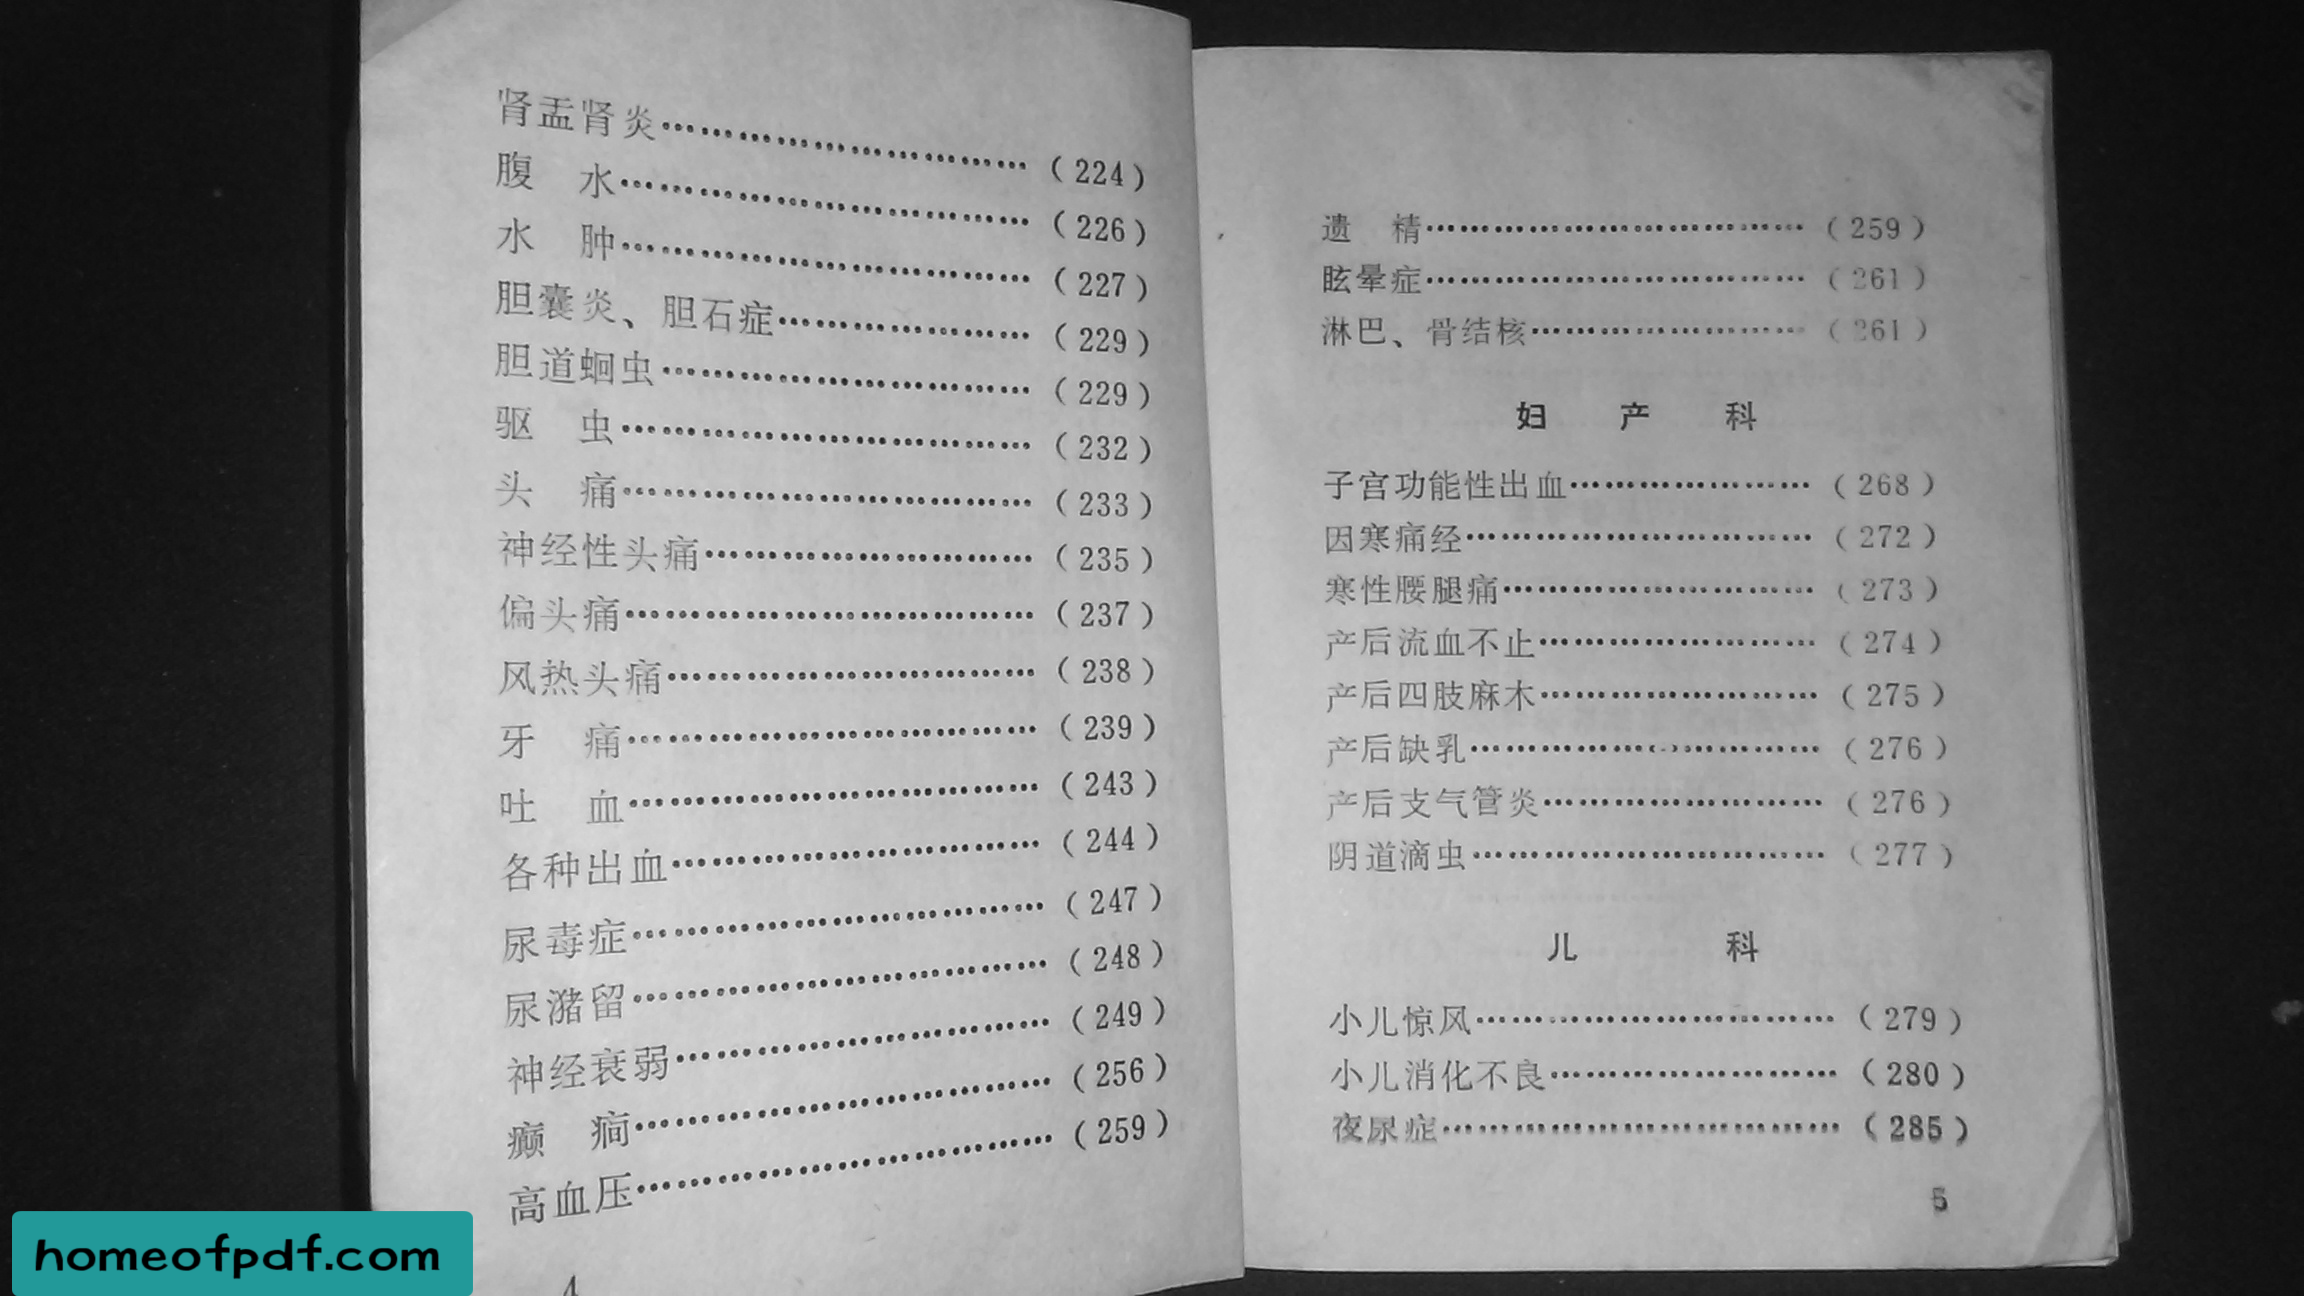 肾盂肾炎……………………………(224)
腹　水……………………………(226)
水　肿……………………………(227)
胆囊炎、胆石症……………………(229)
胆道蛔虫……………………………(229)
驱　虫……………………………(232)
头　痛……………………………(233)
神经性头痛…………………………(235)
偏头痛……………………………(237)
风热头痛……………………………(238)
牙　痛……………………………(239)
吐　血……………………………(243)
各种出血……………………………(244)
尿毒症……………………………(247)
尿潴留……………………………(248)
神经衰弱……………………………(249)
癫　痫……………………………(256)
高血压……………………………(259)
4
遗　精……………………………(259)
眩晕症……………………………(261)
淋巴、骨结核………………………(261)
妇　产　科
子宫功能性出血……………………(268)
因寒痛经……………………………(272)
寒性腰腿痛…………………………(273)
产后流血不止………………………(274)
产后四肢麻木………………………(275)
产后缺乳……………………………(276)
产后支气管炎………………………(276)
阴道滴虫……………………………(277)
儿　　科
小儿惊风……………………………(279)
小儿消化不良………………………(280)
夜尿症……………………………(285)
5
homeofpdf.com